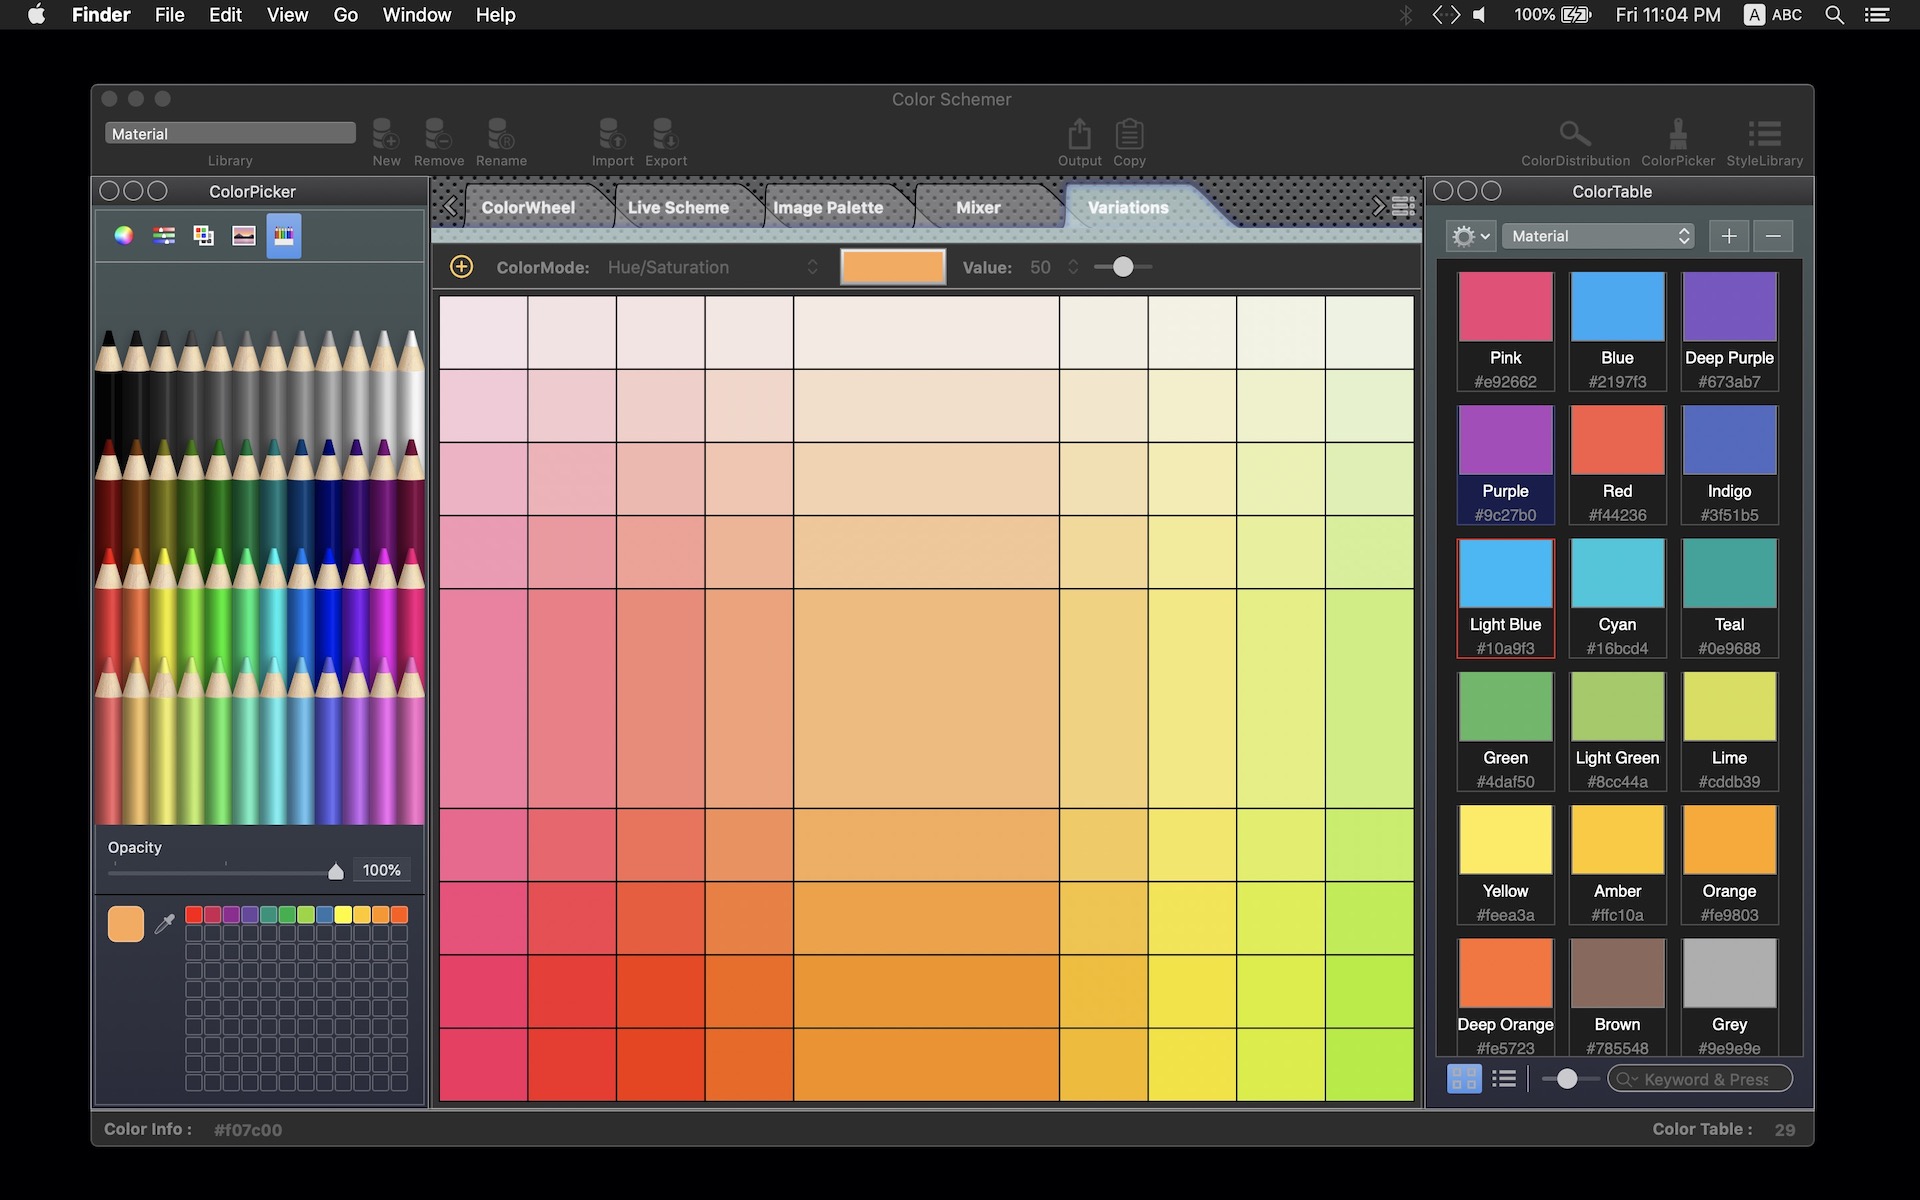 Finder File Edit View Go Window Help 100% Fri 11:04 PM A ABC
Color Schemer
Material
Library New Remove Rename Import Export Output Copy ColorDistribution ColorPicker StyleLibrary
ColorPicker
ColorWheel Live Scheme Image Palette Mixer Variations
ColorMode: Hue/Saturation Value: 50
Opacity
100%
ColorTable
Material
Pink Blue Deep Purple
#e92662 #2197f3 #673ab7
Purple Red Indigo
#9c27b0 #f44236 #3f51b5
Light Blue Cyan Teal
#10a9f3 #16bcd4 #0e9688
Green Light Green Lime
#4daf50 #8cc44a #cddb39
Yellow Amber Orange
#feea3a #ffc10a #fe9803
Deep Orange Brown Grey
#fe5723 #785548 #9e9e9e
Keyword & Press
Color Info : #f07c00 Color Table : 29